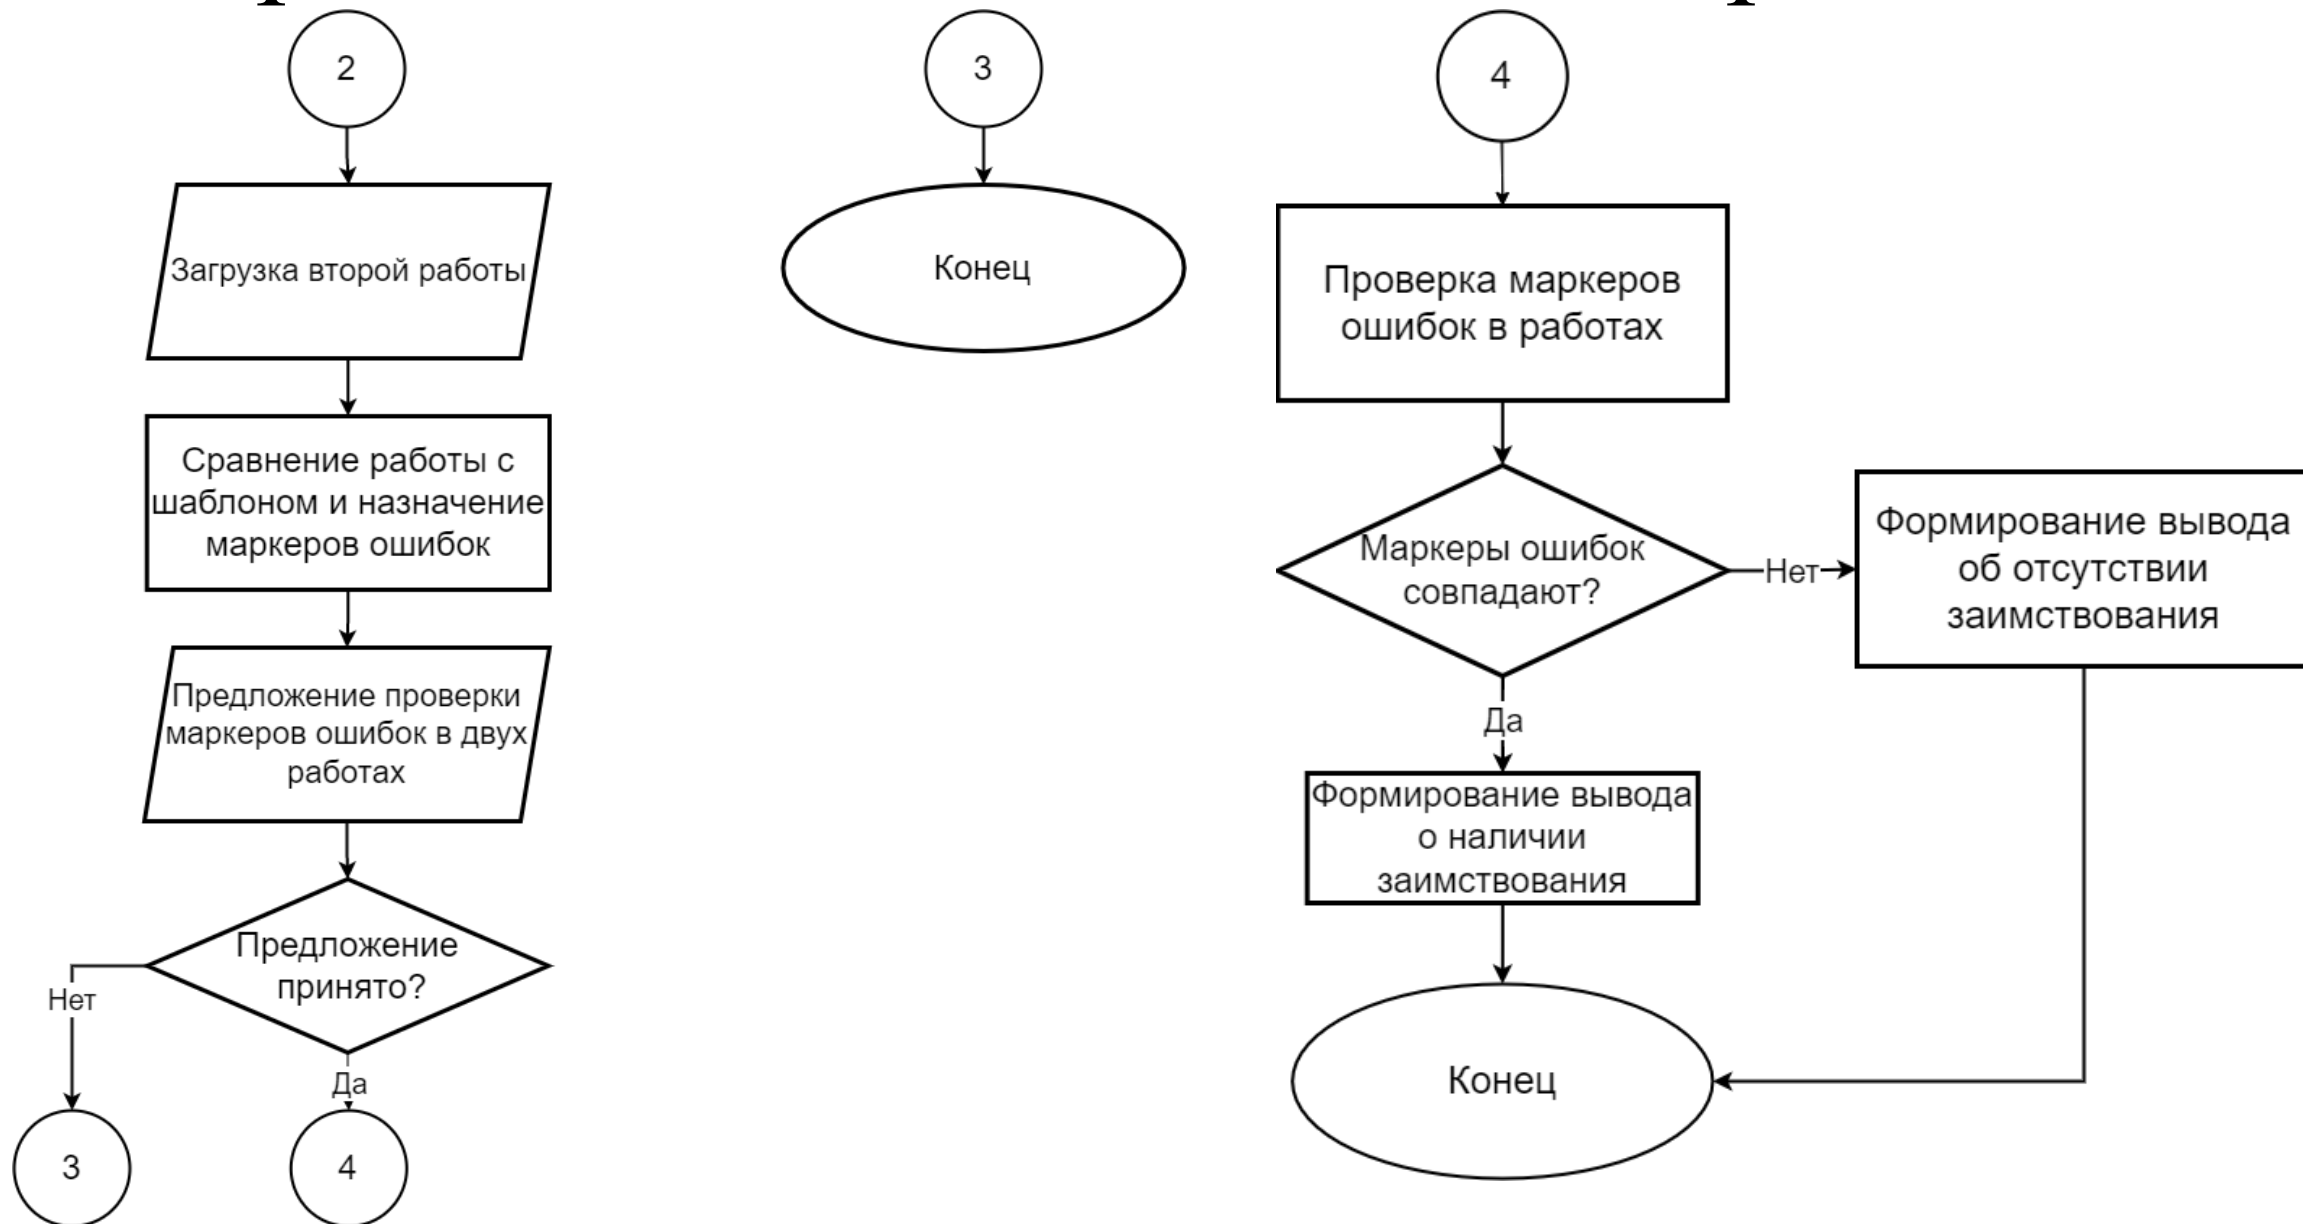 2
Загрузка второй работы
Сравнение работы с
шаблоном и назначение
маркеров ошибок
Предложение проверки
маркеров ошибок в двух
работах
Предложение
принято?
Нет
Да
3
4
3
Конец
4
Проверка маркеров
ошибок в работах
Маркеры ошибок
совпадают?
Нет
Формирование вывода
об отсутствии
заимствования
Да
Формирование вывода
о наличии
заимствования
Конец